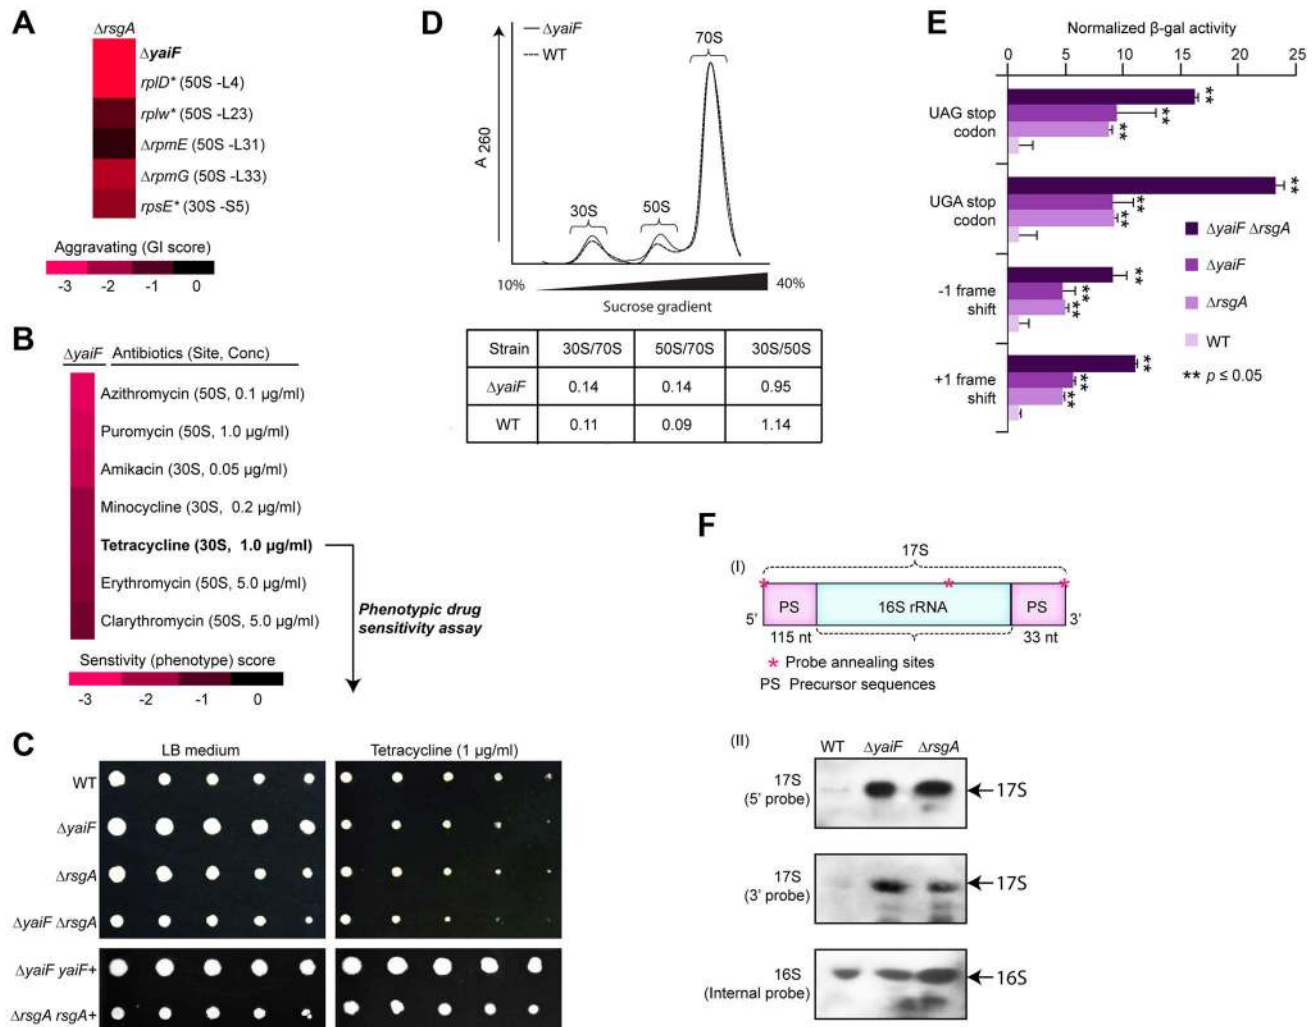 A
ΔrsgA
ΔyaiF
rplD* (50S -L4)
rplw* (50S -L23)
ΔrpmE (50S -L31)
ΔrpmG (50S -L33)
rpsE* (30S -S5)
Aggravating (GI score)
-3 -2 -1 0
B
ΔyaiF Antibiotics (Site, Conc)
Azithromycin (50S, 0.1 µg/ml)
Puromycin (50S, 1.0 µg/ml)
Amikacin (30S, 0.05 µg/ml)
Minocycline (30S, 0.2 µg/ml)
Tetracycline (30S, 1.0 µg/ml)
Erythromycin (50S, 5.0 µg/ml)
Clarythromycin (50S, 5.0 µg/ml)
Phenotypic drug
sensitivity assay
Senstivity (phenotype) score
-3 -2 -1 0
C
LB medium Tetracycline (1 µg/ml)
WT
ΔyaiF
ΔrsgA
ΔyaiF ΔrsgA
ΔyaiF yaiF+
ΔrsgA rsgA+
D
ΔyaiF
WT
70S
A 260
30S
50S
10% 40%
Sucrose gradient
Strain 30S/70S 50S/70S 30S/50S
ΔyaiF 0.14 0.14 0.95
WT 0.11 0.09 1.14
E
Normalized β-gal activity
0 5 10 15 20 25
UAG stop
codon
**
**
**
UGA stop
codon
**
**
**
-1 frame
shift
**
**
**
+1 frame
shift
**
**
**
ΔyaiF ΔrsgA
ΔyaiF
ΔrsgA
WT
** p ≤ 0.05
F
(I)
17S
* * *
PS 16S rRNA PS
5’ 3’
115 nt 33 nt
* Probe annealing sites
PS Precursor sequences
(II)
WT ΔyaiF ΔrsgA
17S
(5’ probe)
17S
17S
(3’ probe)
17S
16S
(Internal probe)
16S